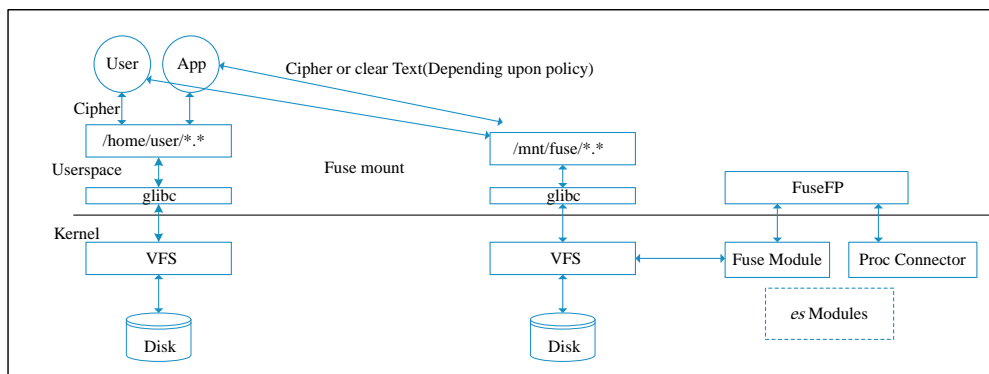 User
App
Cipher or clear Text(Depending upon policy)
Cipher
/home/user/*.*
/mnt/fuse/*.*
Userspace
Fuse mount
glibc
glibc
FuseFP
Kernel
VFS
VFS
Fuse Module
Proc Connector
es Modules
Disk
Disk